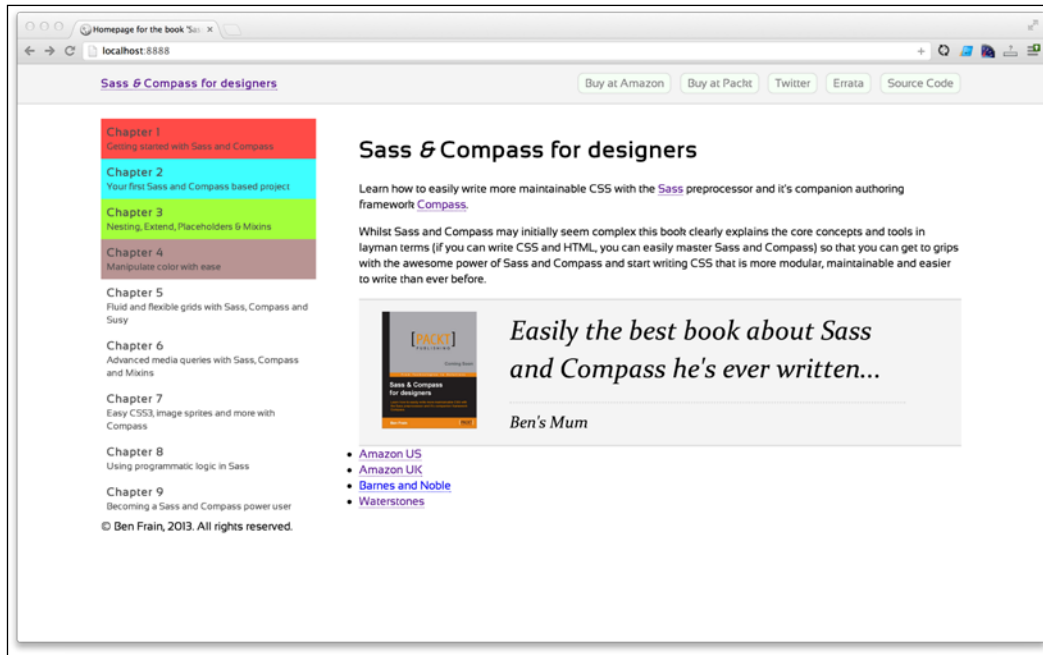 Homepage for the book "Sas
localhost:8888
Sass & Compass for designers
Buy at Amazon
Buy at Packt
Twitter
Errata
Source Code
Chapter 1
Getting started with Sass and Compass
Chapter 2
Your first Sass and Compass based project
Chapter 3
Nesting, Extend, Placeholders & Mixins
Chapter 4
Manipulate color with ease
Chapter 5
Fluid and flexible grids with Sass, Compass and
Susy
Chapter 6
Advanced media queries with Sass, Compass
and Mixins
Chapter 7
Easy CSS3, image sprites and more with
Compass
Chapter 8
Using programmatic logic in Sass
Chapter 9
Becoming a Sass and Compass power user
© Ben Frain, 2013. All rights reserved.
Sass & Compass for designers
Learn how to easily write more maintainable CSS with the Sass preprocessor and it's companion authoring
framework Compass.
Whilst Sass and Compass may initially seem complex this book clearly explains the core concepts and tools in
layman terms (if you can write CSS and HTML, you can easily master Sass and Compass) so that you can get to grips
with the awesome power of Sass and Compass and start writing CSS that is more modular, maintainable and easier
to write than ever before.
[PACKT]
PUBLISHING
Coming Soon
Sass & Compass
for designers
Ben Frain
Easily the best book about Sass
and Compass he's ever written...
Ben's Mum
Amazon US
Amazon UK
Barnes and Noble
Waterstones